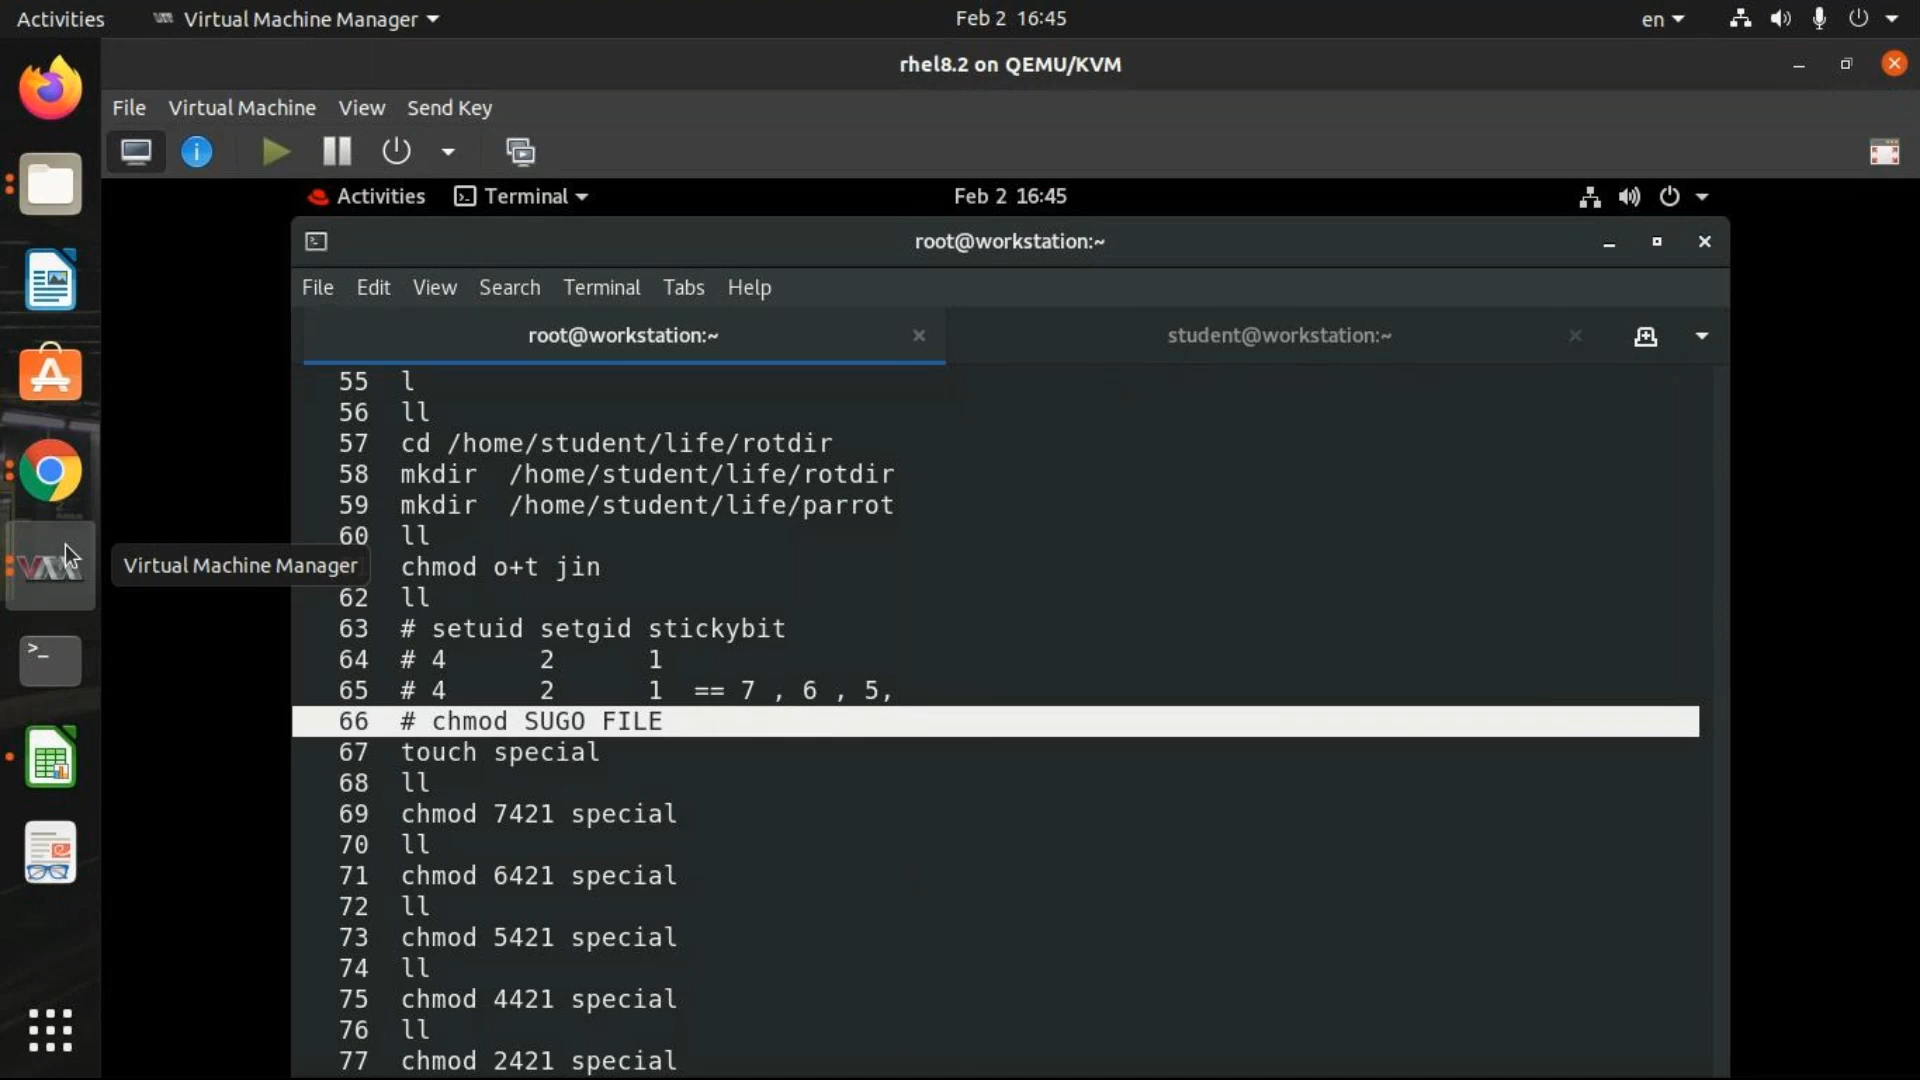 Activities Virtual Machine Manager Feb 2 16:45 en
rhel8.2 on QEMU/KVM
File Virtual Machine View Send Key
Activities Terminal Feb 2 16:45
root@workstation:~
File Edit View Search Terminal Tabs Help
root@workstation:~ student@workstation:~
55 l
56 ll
57 cd /home/student/life/rotdir
58 mkdir /home/student/life/rotdir
59 mkdir /home/student/life/parrot
60 ll
chmod o+t jin
Virtual Machine Manager
62 ll
63 # setuid setgid stickybit
64 # 4 2 1
65 # 4 2 1 == 7 , 6 , 5,
66 # chmod SUGO FILE
67 touch special
68 ll
69 chmod 7421 special
70 ll
71 chmod 6421 special
72 ll
73 chmod 5421 special
74 ll
75 chmod 4421 special
76 ll
77 chmod 2421 special